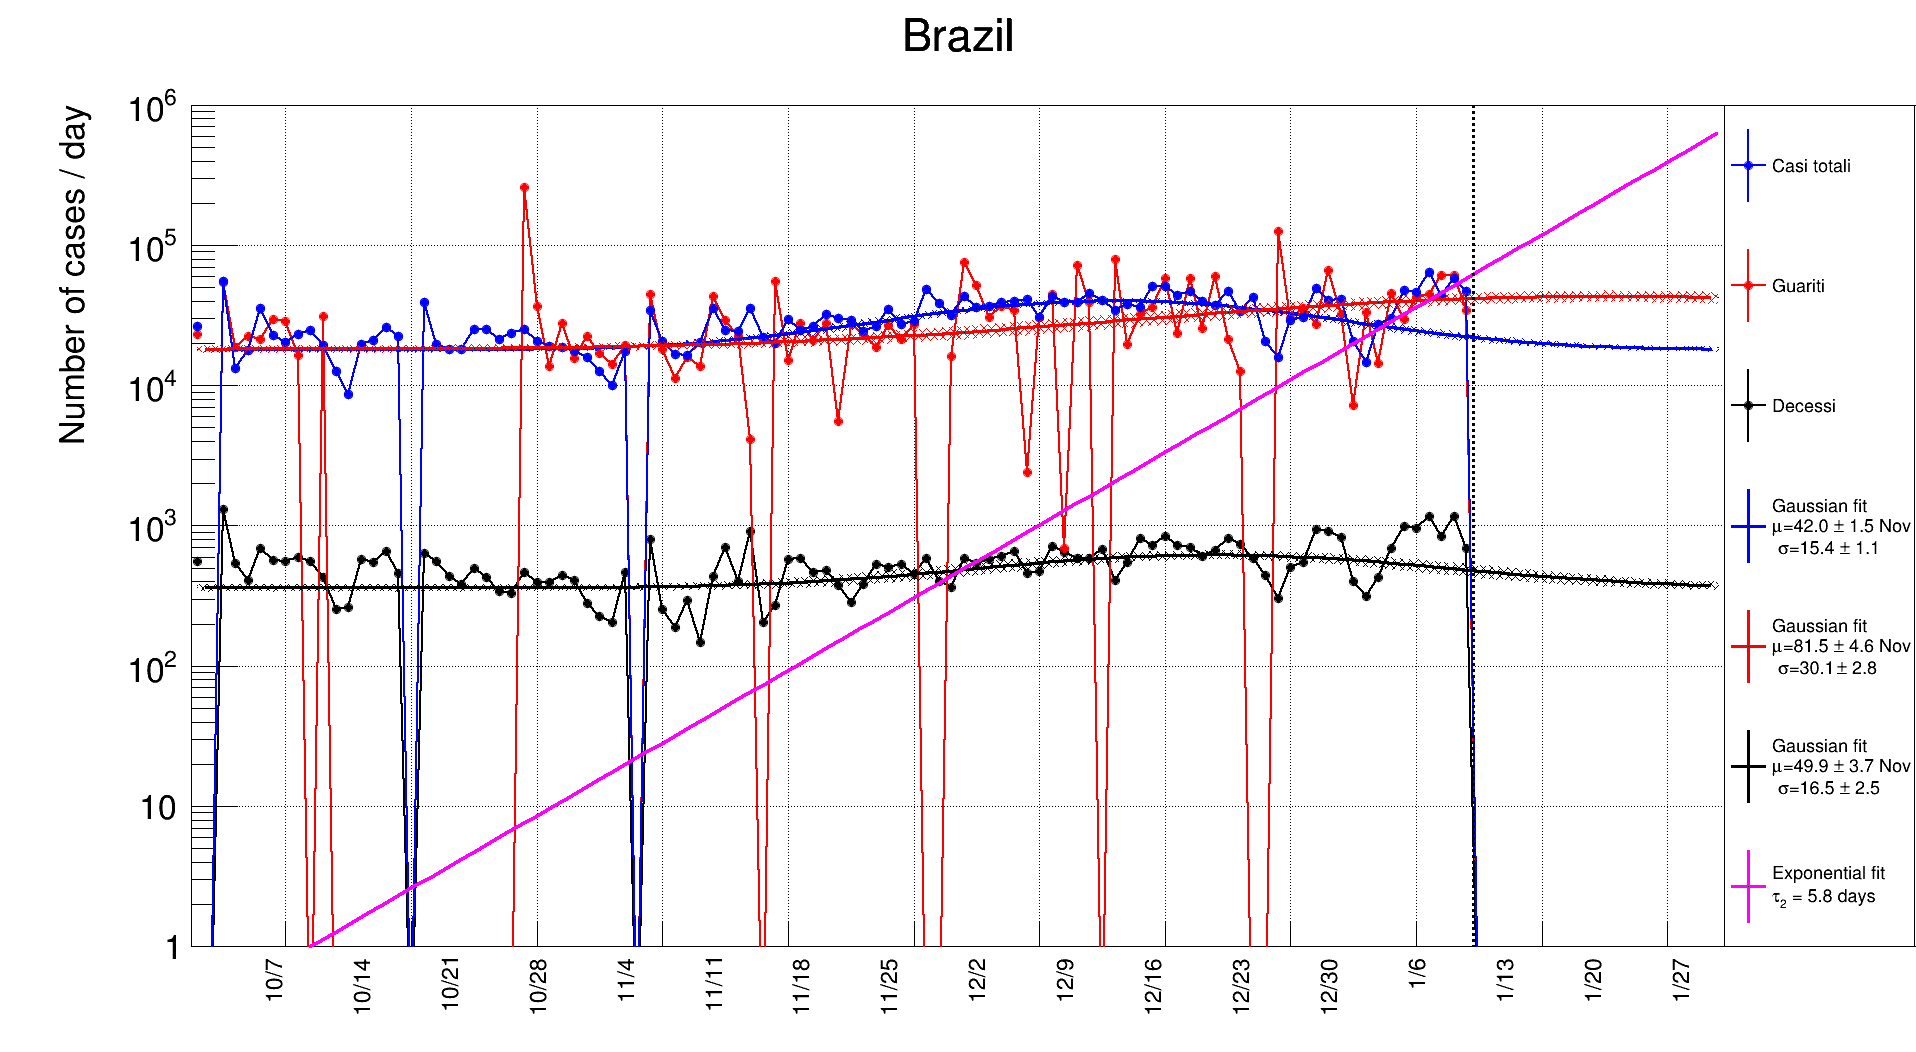 Brazil
Number of cases / day
10^6
10^5
10^4
10^3
10^2
10
1
10/7
10/14
10/21
10/28
11/4
11/11
11/18
11/25
12/2
12/9
12/16
12/23
12/30
1/6
1/13
1/20
1/27
Casi totali
Guariti
Decessi
Gaussian fit
μ=42.0 ± 1.5 Nov
σ=15.4 ± 1.1
Gaussian fit
μ=81.5 ± 4.6 Nov
σ=30.1 ± 2.8
Gaussian fit
μ=49.9 ± 3.7 Nov
σ=16.5 ± 2.5
Exponential fit
τ₂ = 5.8 days